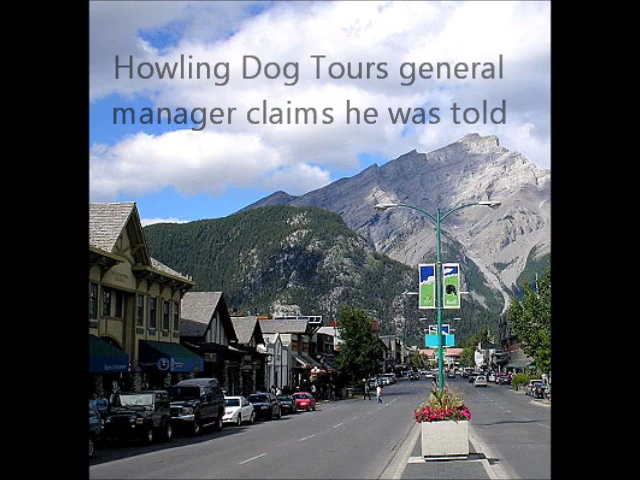 Howling Dog Tours general
manager claims he was told